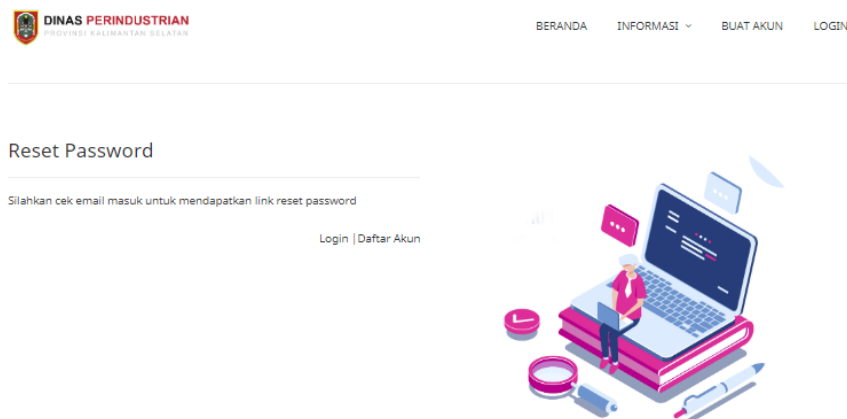 DINAS PERINDUSTRIAN
PROVINSI KALIMANTAN SELATAN
BERANDA INFORMASI BUAT AKUN LOGIN
Reset Password
Silahkan cek email masuk untuk mendapatkan link reset password
Login | Daftar Akun